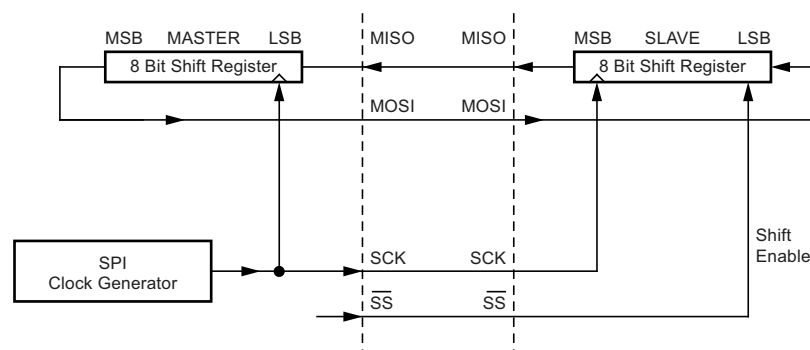 MSB MASTER LSB MISO MISO MSB SLAVE LSB
8 Bit Shift Register 8 Bit Shift Register
MOSI MOSI
Shift
Enable
SPI
Clock Generator
SCK SCK
SS SS